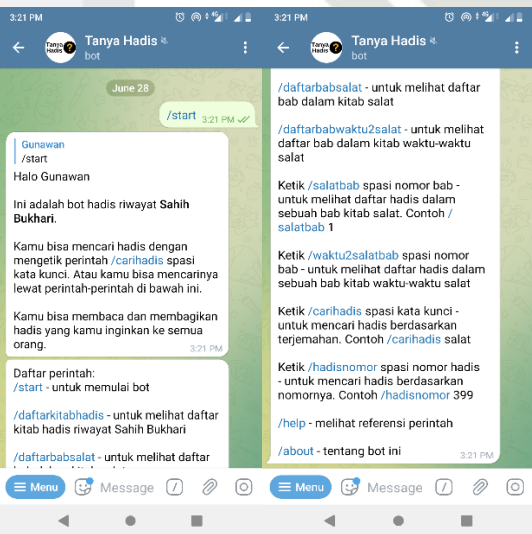 3:21 PM
Tanya Hadis
bot
June 28
/start 3:21 PM
Gunawan
/start
Halo Gunawan
Ini adalah bot hadis riwayat Sahih
Bukhari.
Kamu bisa mencari hadis dengan
mengetik perintah /carihadis spasi
kata kunci. Atau kamu bisa mencarinya
lewat perintah-perintah di bawah ini.
Kamu bisa membaca dan membagikan
hadis yang kamu inginkan ke semua
orang.
3:21 PM
Daftar perintah:
/start - untuk memulai bot
/daftarkitabhadis - untuk melihat daftar
kitab hadis riwayat Sahih Bukhari
/daftarbabsalat - untuk melihat daftar
Menu
Message
3:21 PM
Tanya Hadis
bot
/daftarbabsalat - untuk melihat daftar
bab dalam kitab salat
/daftarbabwaktu2salat - untuk melihat
daftar bab dalam kitab waktu-waktu
salat
Ketik /salatbab spasi nomor bab -
untuk melihat daftar hadis dalam
sebuah bab kitab salat. Contoh /
salatbab 1
Ketik /waktu2salatbab spasi nomor
bab - untuk melihat daftar hadis dalam
sebuah bab kitab waktu-waktu salat
Ketik /carihadis spasi kata kunci -
untuk mencari hadis berdasarkan
terjemahan. Contoh /carihadis salat
Ketik /hadisnomor spasi nomor hadis
- untuk mencari hadis berdasarkan
nomornya. Contoh /hadisnomor 399
/help - melihat referensi perintah
/about - tentang bot ini
3:21 PM
Menu
Message